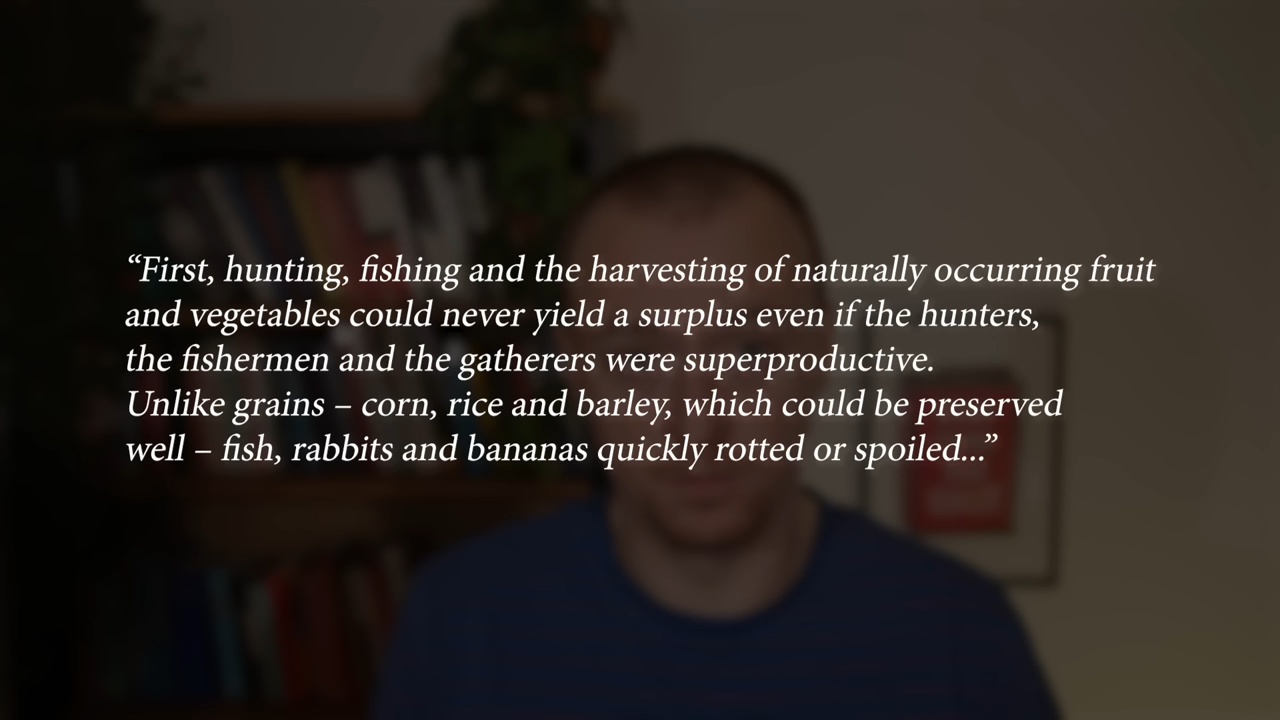 “First, hunting, fishing and the harvesting of naturally occurring fruit
and vegetables could never yield a surplus even if the hunters,
the fishermen and the gatherers were superproductive.
Unlike grains – corn, rice and barley, which could be preserved
well – fish, rabbits and bananas quickly rotted or spoiled...”